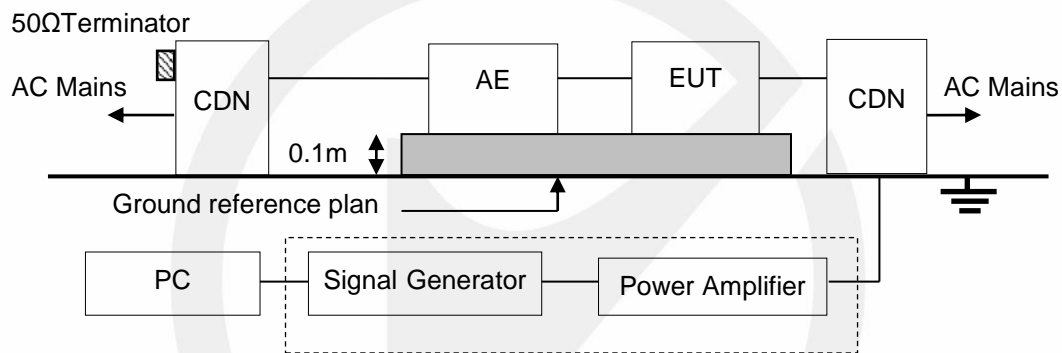 50ΩTerminator
AC Mains
CDN
AE
EUT
CDN
AC Mains
0.1m
Ground reference plan
PC
Signal Generator
Power Amplifier